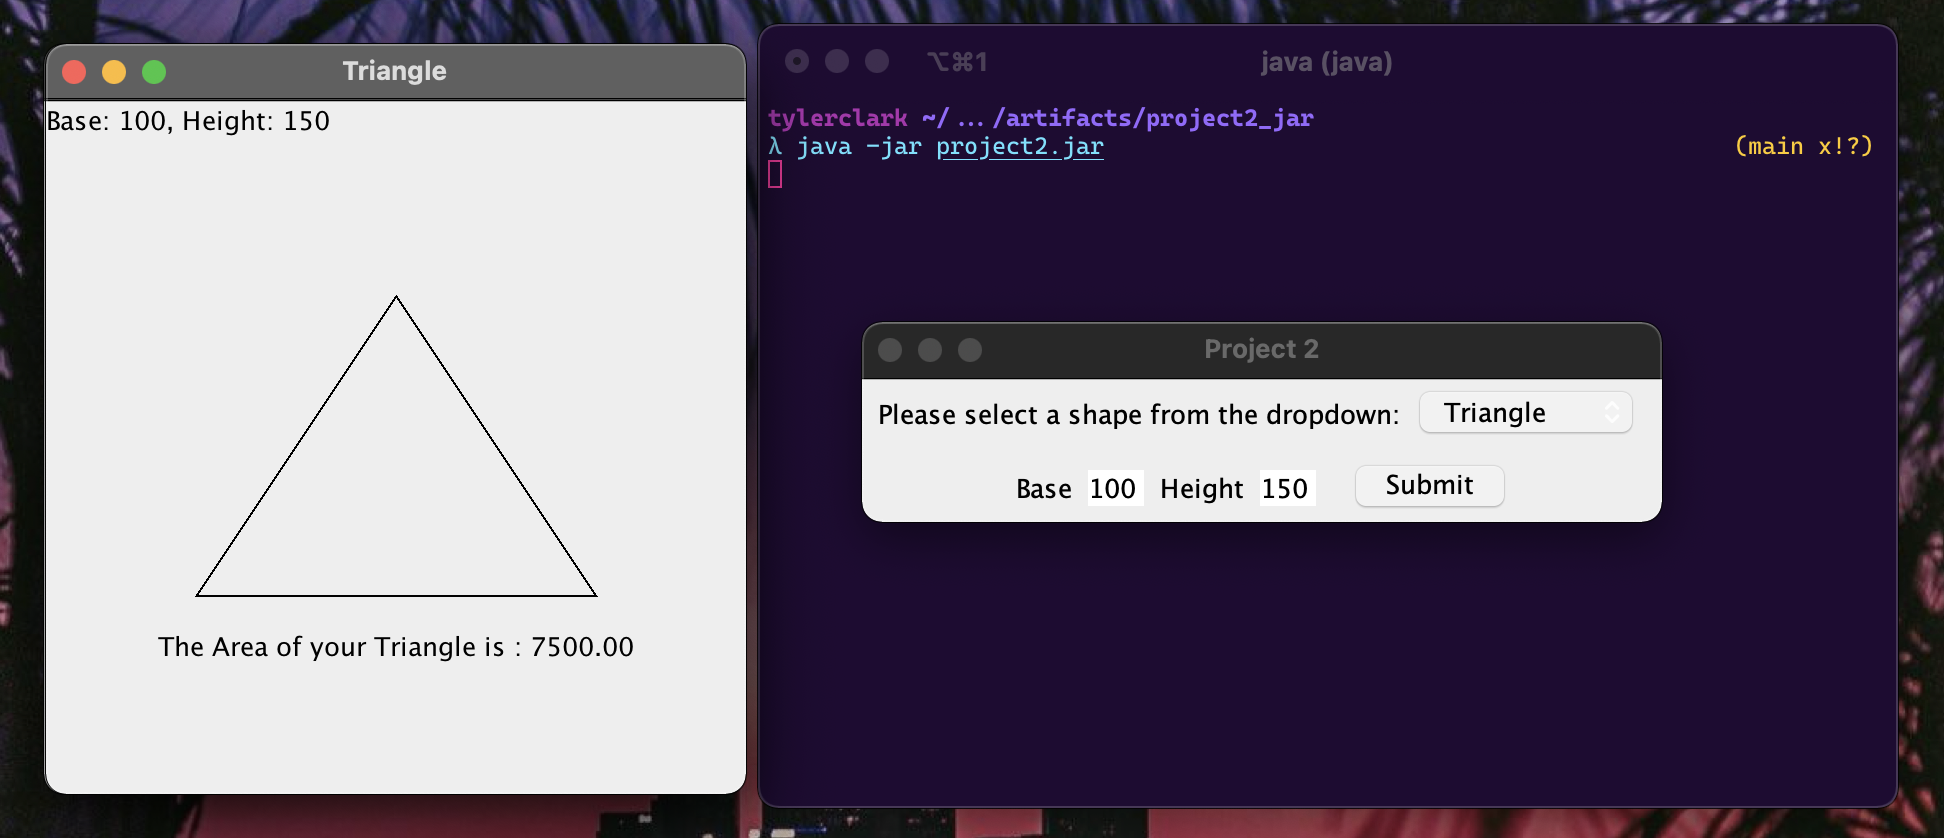 Triangle
Base: 100, Height: 150
The Area of your Triangle is : 7500.00
⌥⌘1 java (java)
tylerclark ~/ … /artifacts/project2_jar
λ java -jar project2.jar (main x!?)
Project 2
Please select a shape from the dropdown: Triangle
Base 100 Height 150 Submit